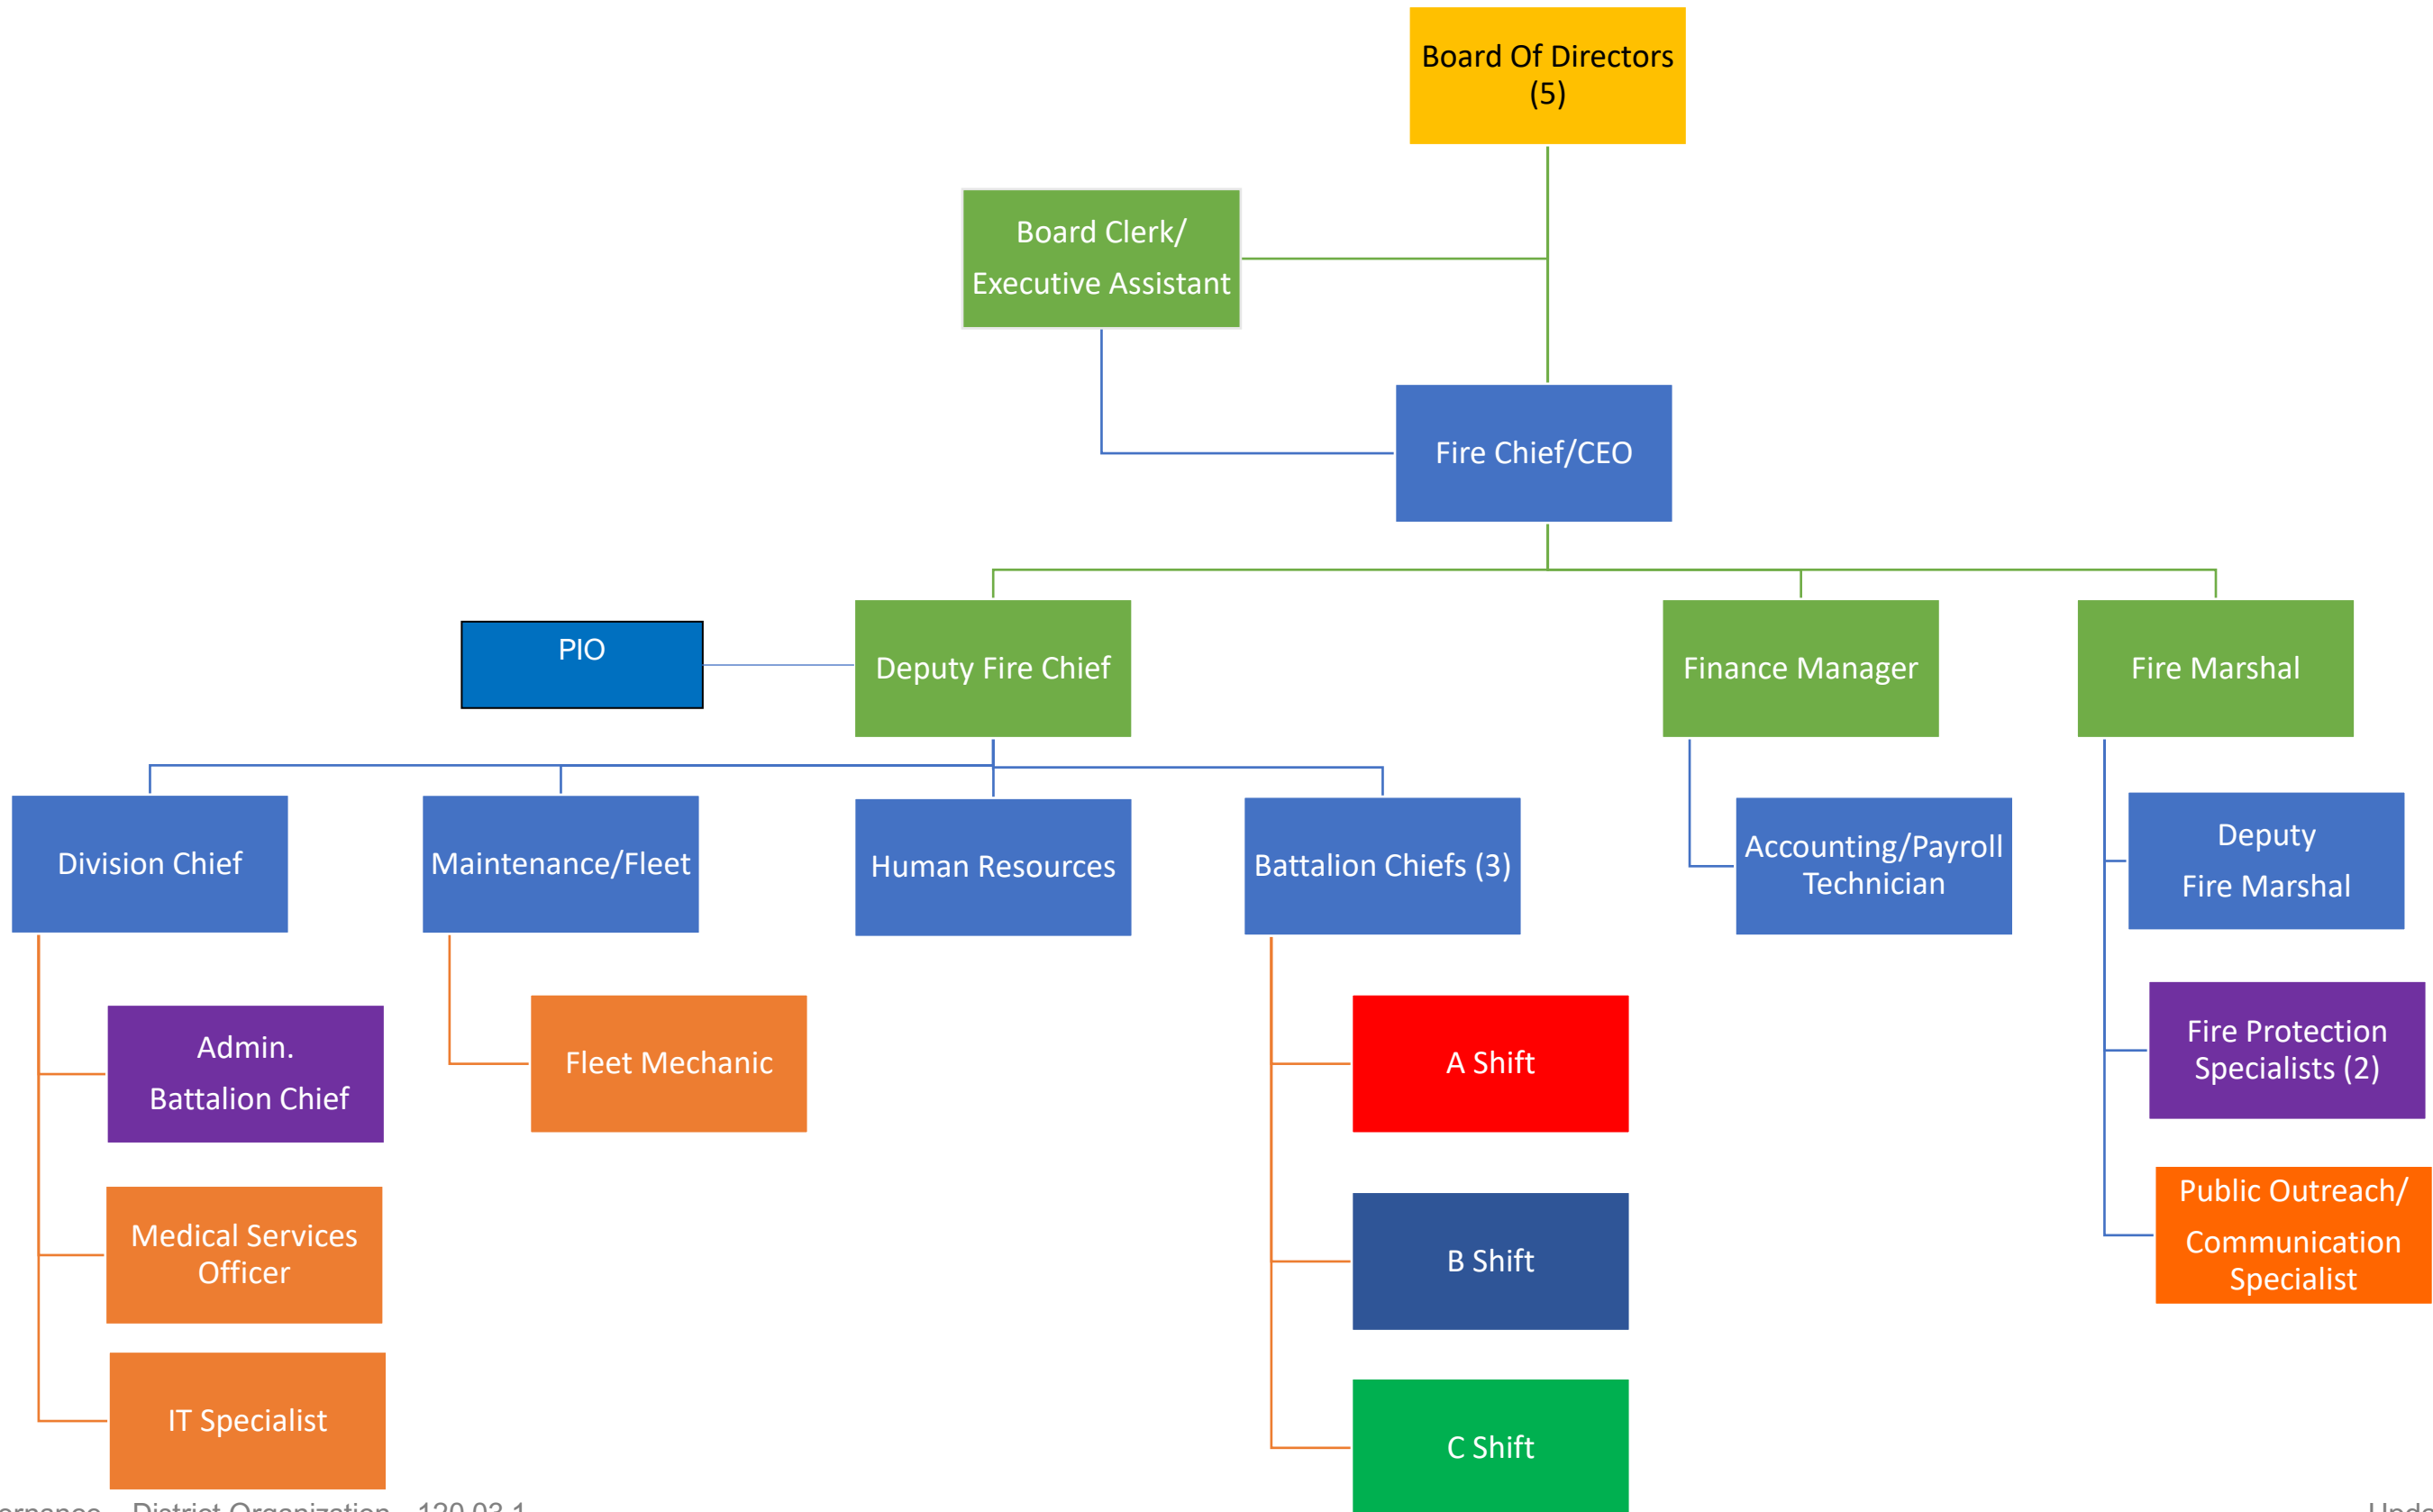 Board Of Directors
(5)
Board Clerk/
Executive Assistant
Fire Chief/CEO
PIO
Deputy Fire Chief
Finance Manager
Fire Marshal
Division Chief
Maintenance/Fleet
Human Resources
Battalion Chiefs (3)
Accounting/Payroll
Technician
Deputy
Fire Marshal
Admin.
Battalion Chief
Fleet Mechanic
A Shift
Fire Protection
Specialists (2)
Medical Services
Officer
B Shift
Public Outreach/
Communication
Specialist
IT Specialist
C Shift
District Organization